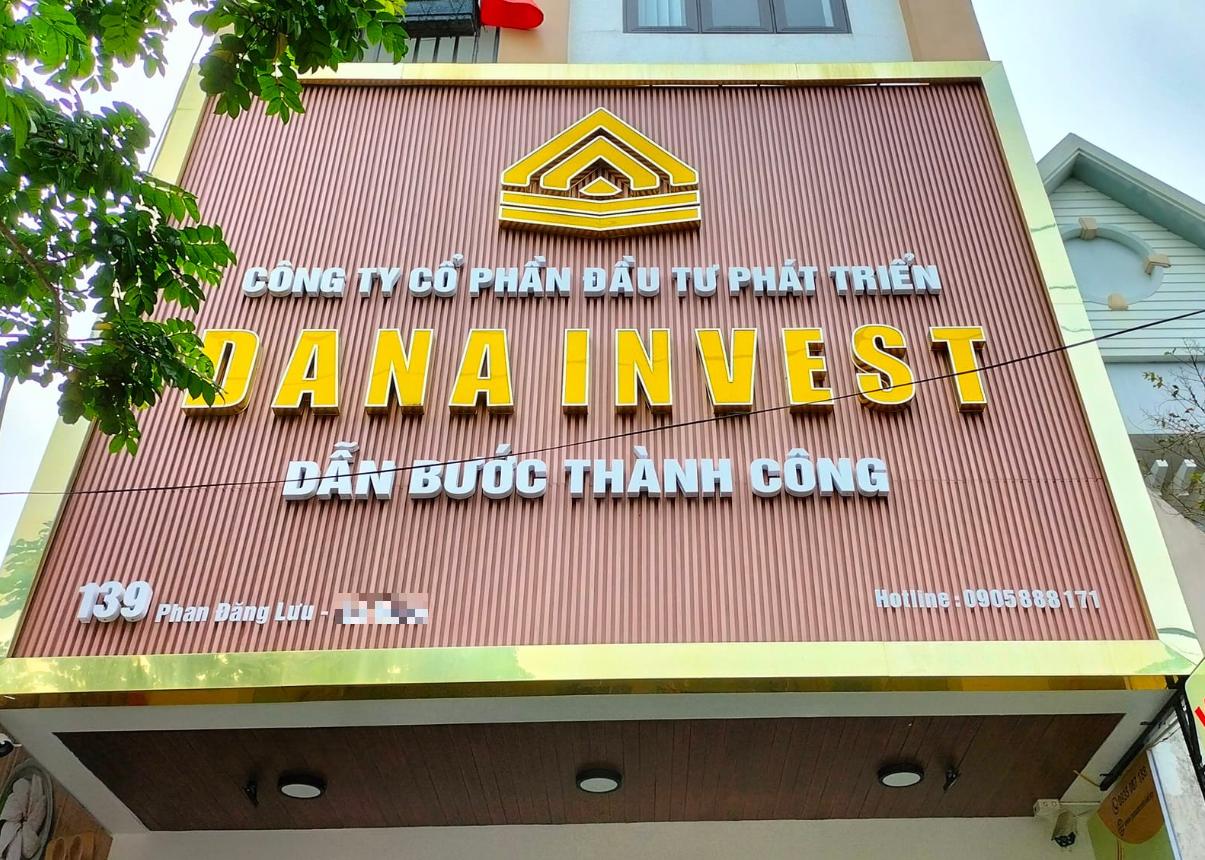 CÔNG TY CỔ PHẦN ĐẦU TƯ PHÁT TRIỂN
DANA INVEST
DẪN BƯỚC THÀNH CÔNG
139 Phan Đăng Lưu -
Hotline : 0905888171